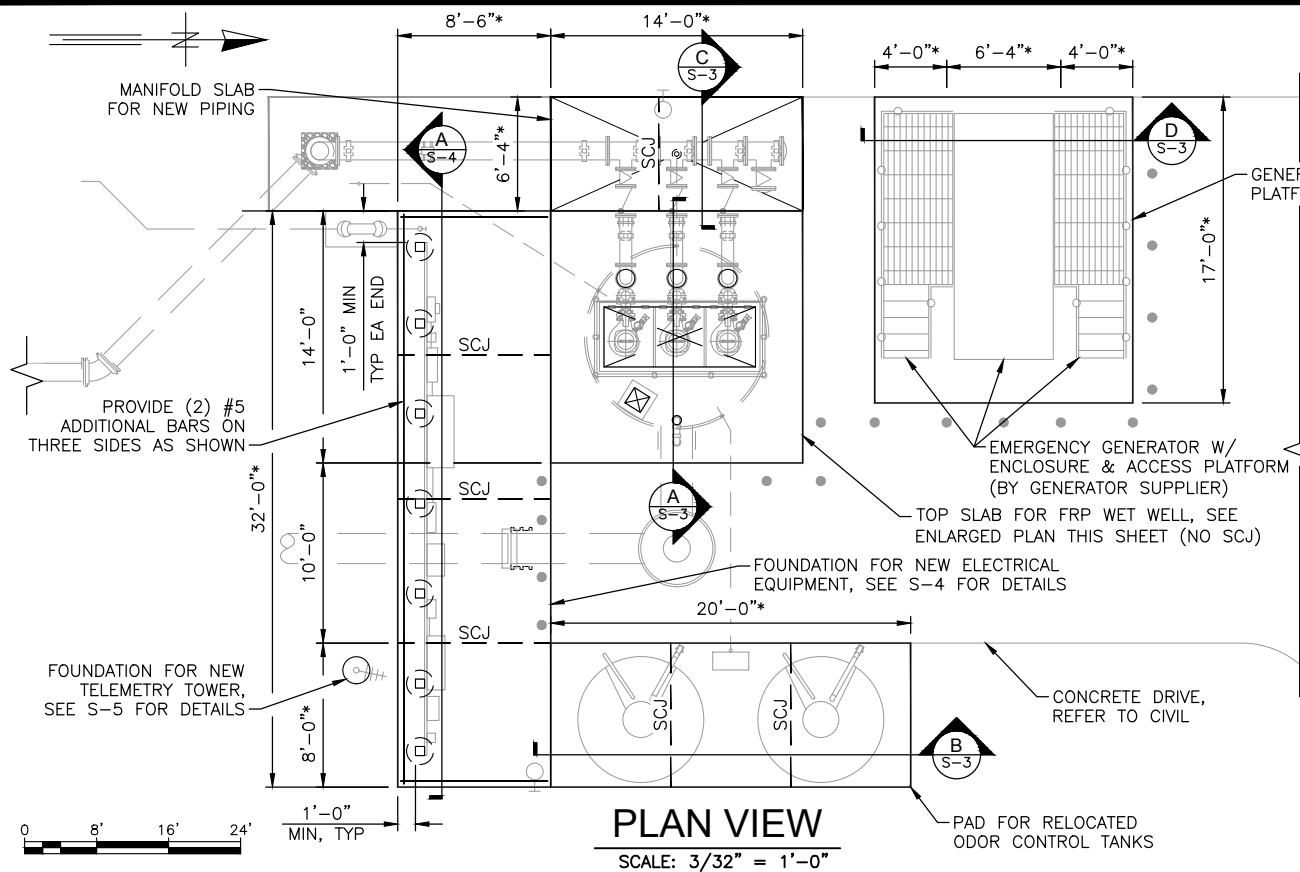 8'-6"*
14'-0"*
4'-0"*
6'-4"*
4'-0"*
MANIFOLD SLAB
FOR NEW PIPING
C
S-3
A
S-4
6'-4"*
SCJ
D
S-3
17'-0"*
14'-0"
1'-0" MIN
TYP EA END
SCJ
PROVIDE (2) #5
ADDITIONAL BARS ON
THREE SIDES AS SHOWN
32'-0"*
SCJ
10'-0"
A
S-3
EMERGENCY GENERATOR W/
ENCLOSURE & ACCESS PLATFORM
(BY GENERATOR SUPPLIER)
TOP SLAB FOR FRP WET WELL, SEE
ENLARGED PLAN THIS SHEET (NO SCJ)
FOUNDATION FOR NEW ELECTRICAL
EQUIPMENT, SEE S-4 FOR DETAILS
20'-0"*
SCJ
FOUNDATION FOR NEW
TELEMETRY TOWER,
SEE S-5 FOR DETAILS
8'-0"*
SCJ
SCJ
CONCRETE DRIVE,
REFER TO CIVIL
B
S-3
1'-0"
MIN, TYP
0 8' 16' 24'
PLAN VIEW
SCALE: 3/32" = 1'-0"
PAD FOR RELOCATED
ODOR CONTROL TANKS